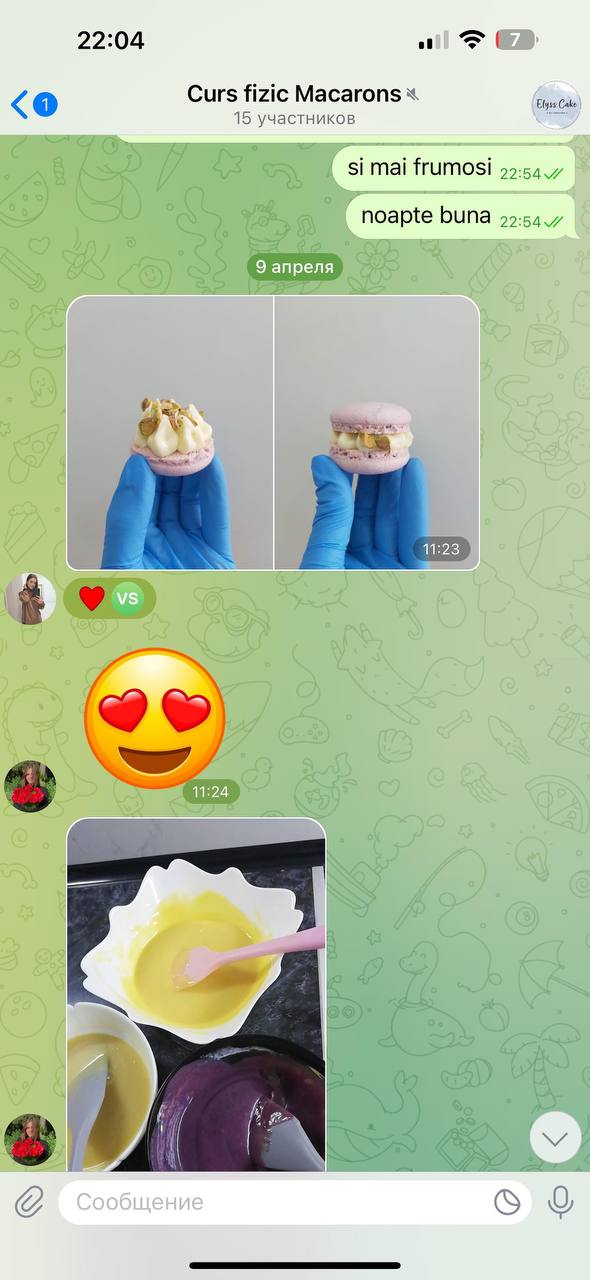 22:04
7
1
Curs fizic Macarons
15 участников
Elyss Cake
si mai frumosi 22:54
noapte buna 22:54
9 апреля
11:23
VS
11:24
Сообщение